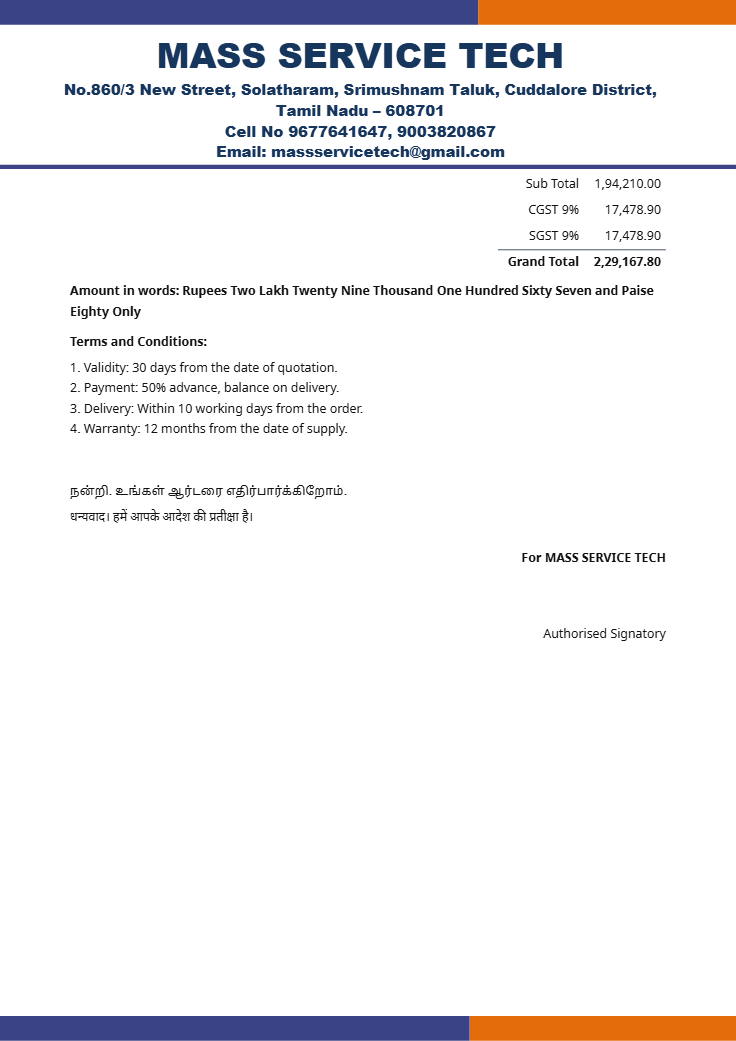 MASS SERVICE TECH
No.860/3 New Street, Solatharam, Srimushnam Taluk, Cuddalore District,
Tamil Nadu – 608701
Cell No 9677641647, 9003820867
Email: massservicetech@gmail.com
Sub Total 1,94,210.00
CGST 9% 17,478.90
SGST 9% 17,478.90
Grand Total 2,29,167.80
Amount in words: Rupees Two Lakh Twenty Nine Thousand One Hundred Sixty Seven and Paise
Eighty Only
Terms and Conditions:
1. Validity: 30 days from the date of quotation.
2. Payment: 50% advance, balance on delivery.
3. Delivery: Within 10 working days from the order.
4. Warranty: 12 months from the date of supply.
நன்றி. உங்கள் ஆர்டரை எதிர்பார்க்கிறோம்.
धन्यवाद। हमें आपके आदेश की प्रतीक्षा है।
For MASS SERVICE TECH
Authorised Signatory